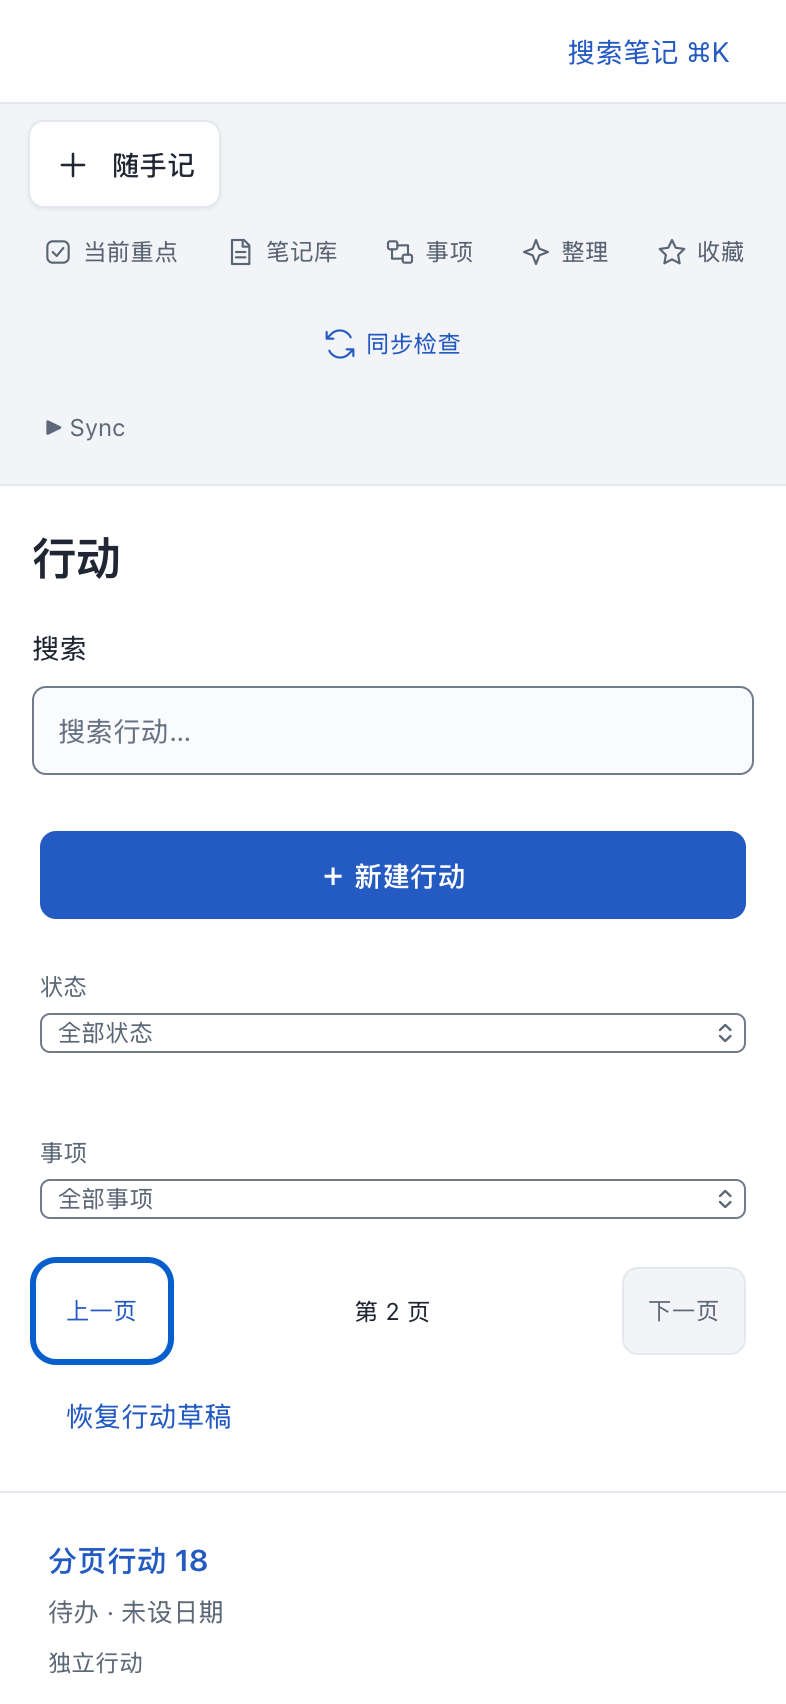 搜索笔记 ⌘K
+ 随手记
当前重点 笔记库 事项 整理 收藏
同步检查
▶ Sync
行动
搜索
搜索行动...
+ 新建行动
状态
全部状态
事项
全部事项
上一页 第 2 页 下一页
恢复行动草稿
分页行动 18
待办 · 未设日期
独立行动